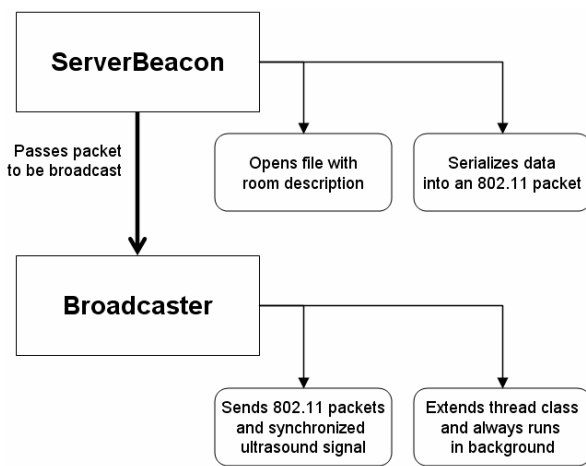 ServerBeacon
Passes packet
to be broadcast
Opens file with
room description
Serializes data
into an 802.11 packet
Broadcaster
Sends 802.11 packets
and synchronized
ultrasound signal
Extends thread class
and always runs
in background